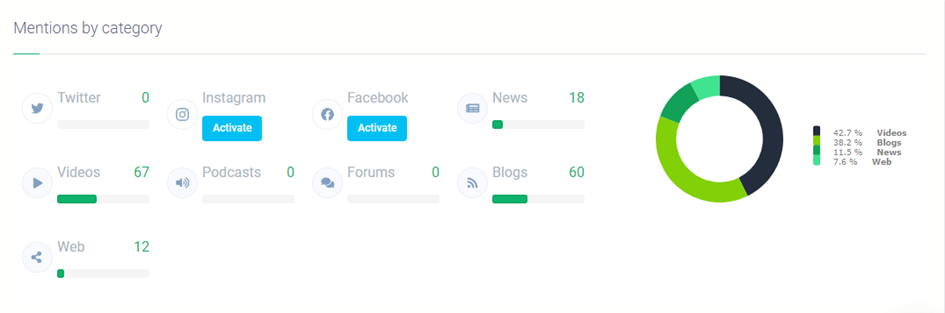 Mentions by category
Twitter 0
Instagram
Activate
Facebook
Activate
News 18
Videos 67
Podcasts 0
Forums 0
Blogs 60
Web 12
42.7 % Videos
38.2 % Blogs
11.5 % News
7.6 % Web